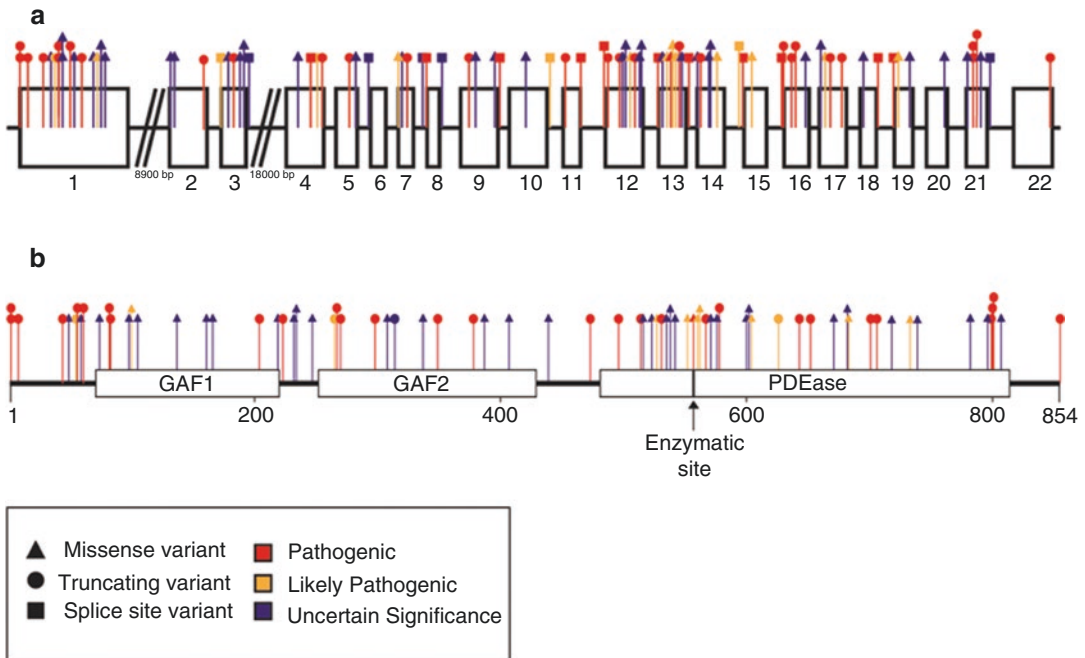 a
8900 bp
18000 bp
1 2 3 4 5 6 7 8 9 10 11 12 13 14 15 16 17 18 19 20 21 22
b
GAF1 GAF2 PDEase
1 200 400 600 800 854
Enzymatic
site
Missense variant
Truncating variant
Splice site variant
Pathogenic
Likely Pathogenic
Uncertain Significance